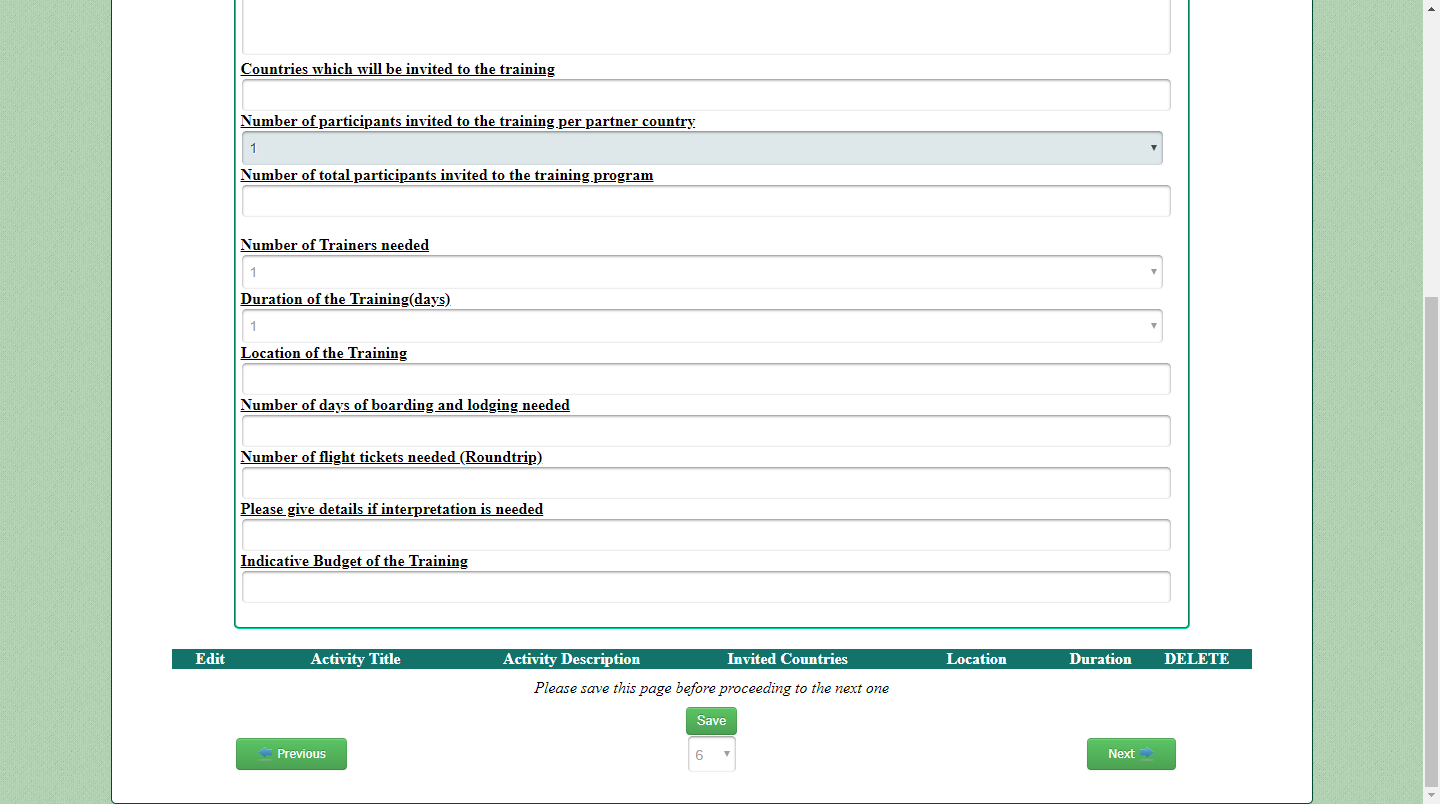 Countries which will be invited to the training
Number of participants invited to the training per partner country
1
Number of total participants invited to the training program
Number of Trainers needed
1
Duration of the Training(days)
1
Location of the Training
Number of days of boarding and lodging needed
Number of flight tickets needed (Roundtrip)
Please give details if interpretation is needed
Indicative Budget of the Training
Edit Activity Title Activity Description Invited Countries Location Duration DELETE
Please save this page before proceeding to the next one
Save
Previous 6 Next